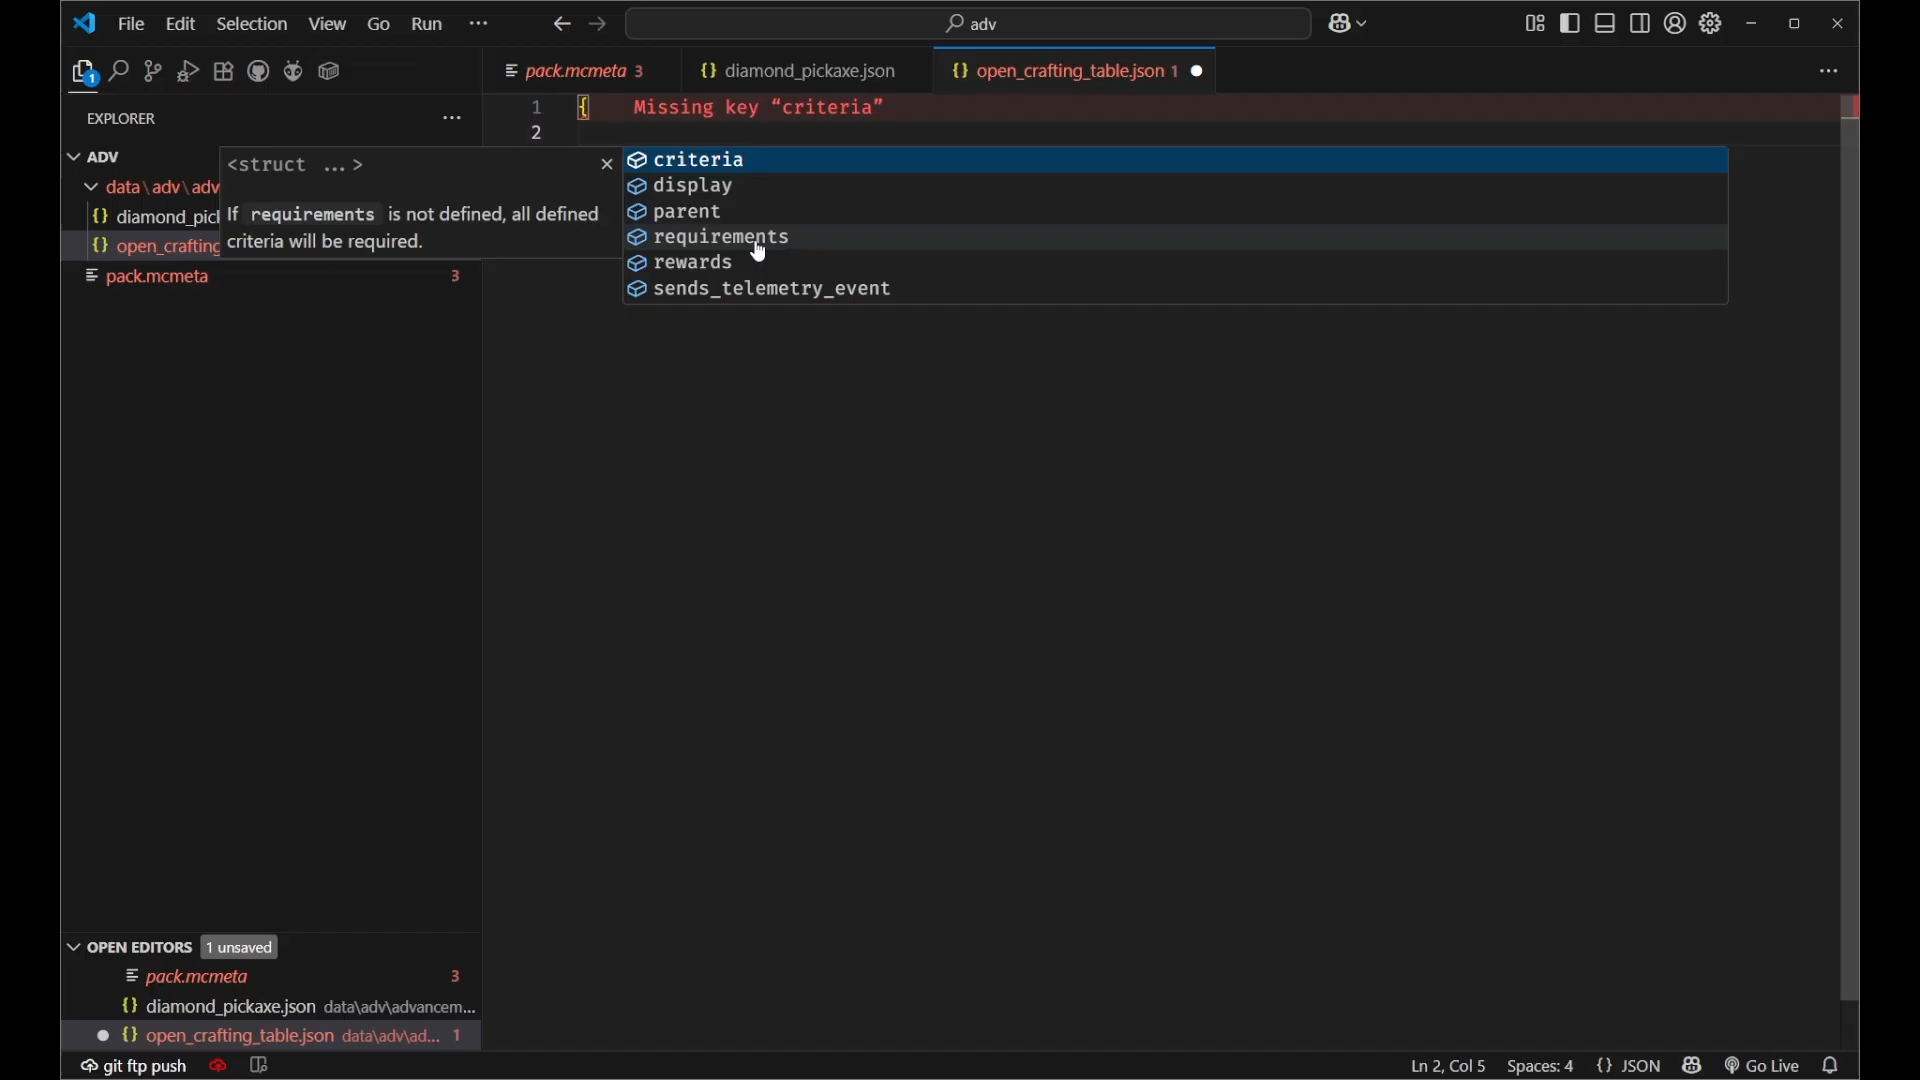 File Edit Selection View Go Run ··· adv
1 pack.mcmeta 3 diamond_pickaxe.json open_crafting_table.json 1
EXPLORER ···
1 { Missing key “criteria”
2
ADV
<struct ... >
If requirements is not defined, all defined
criteria will be required.
criteria
display
parent
requirements
rewards
sends_telemetry_event
data\adv\adv
diamond_pick
open_crafting
pack.mcmeta 3
OPEN EDITORS 1 unsaved
pack.mcmeta 3
diamond_pickaxe.json data\adv\advancem...
open_crafting_table.json data\adv\ad... 1
git ftp push Ln 2, Col 5 Spaces: 4 {} JSON Go Live